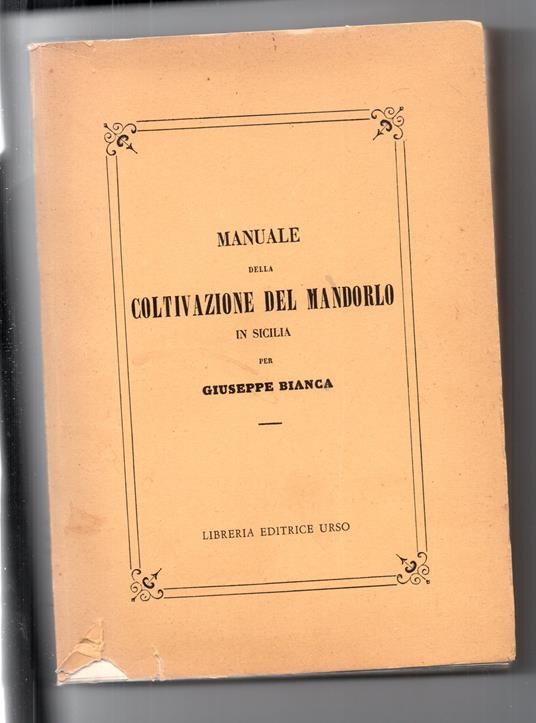 MANUALE
DELLA
COLTIVAZIONE DEL MANDORLO
IN SICILIA
PER
GIUSEPPE BIANCA
LIBRERIA EDITRICE URSO